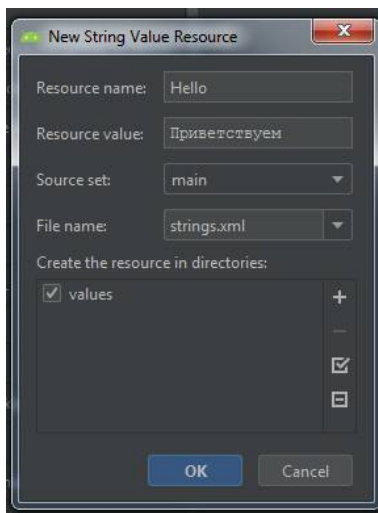 New String Value Resource
Resource name: Hello
Resource value: Приветствуем
Source set: main
File name: strings.xml
Create the resource in directories:
values
OK Cancel